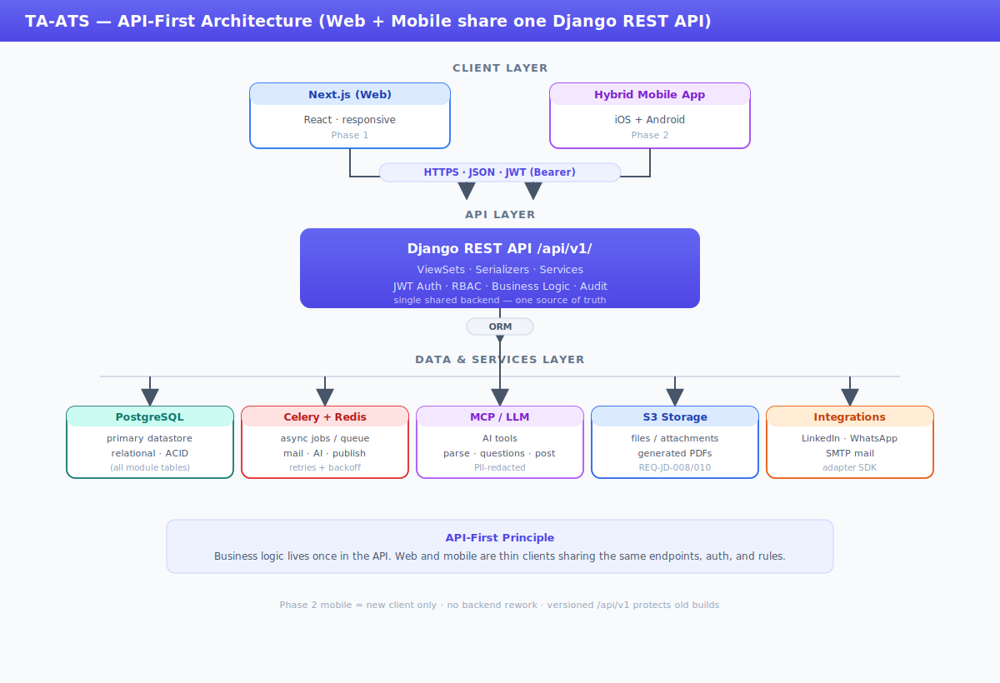 TA-ATS — API-First Architecture (Web + Mobile share one Django REST API)
CLIENT LAYER
Next.js (Web)
React · responsive
Phase 1
Hybrid Mobile App
iOS + Android
Phase 2
HTTPS · JSON · JWT (Bearer)
API LAYER
Django REST API /api/v1/
ViewSets · Serializers · Services
JWT Auth · RBAC · Business Logic · Audit
single shared backend — one source of truth
ORM
DATA & SERVICES LAYER
PostgreSQL
primary datastore
relational · ACID
(all module tables)
Celery + Redis
async jobs / queue
mail · AI · publish
retries + backoff
MCP / LLM
AI tools
parse · questions · post
PII-redacted
S3 Storage
files / attachments
generated PDFs
REQ-JD-008/010
Integrations
LinkedIn · WhatsApp
SMTP mail
adapter SDK
API-First Principle
Business logic lives once in the API. Web and mobile are thin clients sharing the same endpoints, auth, and rules.
Phase 2 mobile = new client only · no backend rework · versioned /api/v1 protects old builds